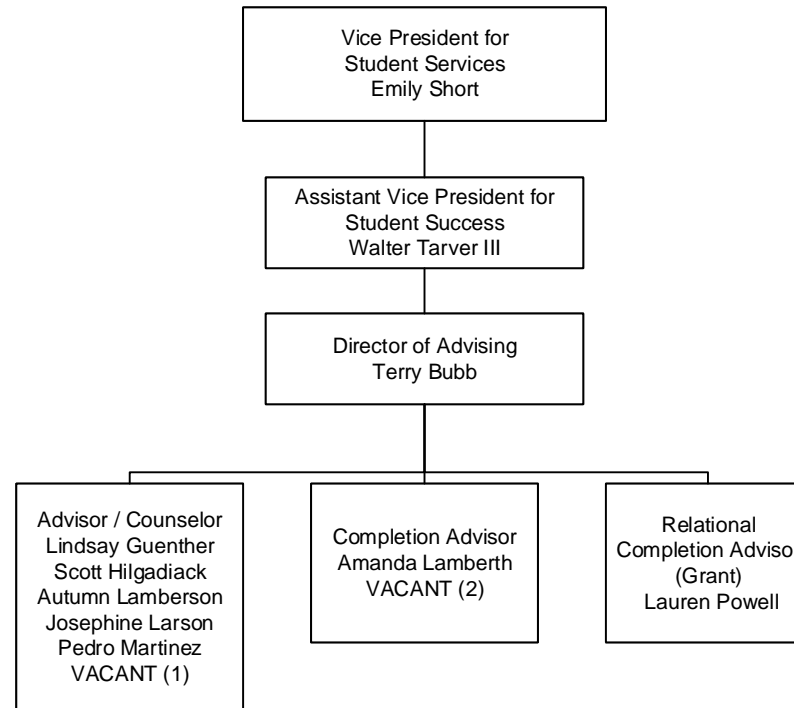 Vice President for
Student Services
Emily Short
Assistant Vice President for
Student Success
Walter Tarver III
Director of Advising
Terry Bubb
Advisor / Counselor
Lindsay Guenther
Scott Hilgadiack
Autumn Lamberson
Josephine Larson
Pedro Martinez
VACANT (1)
Completion Advisor
Amanda Lamberth
VACANT (2)
Relational
Completion Adviso
(Grant)
Lauren Powell